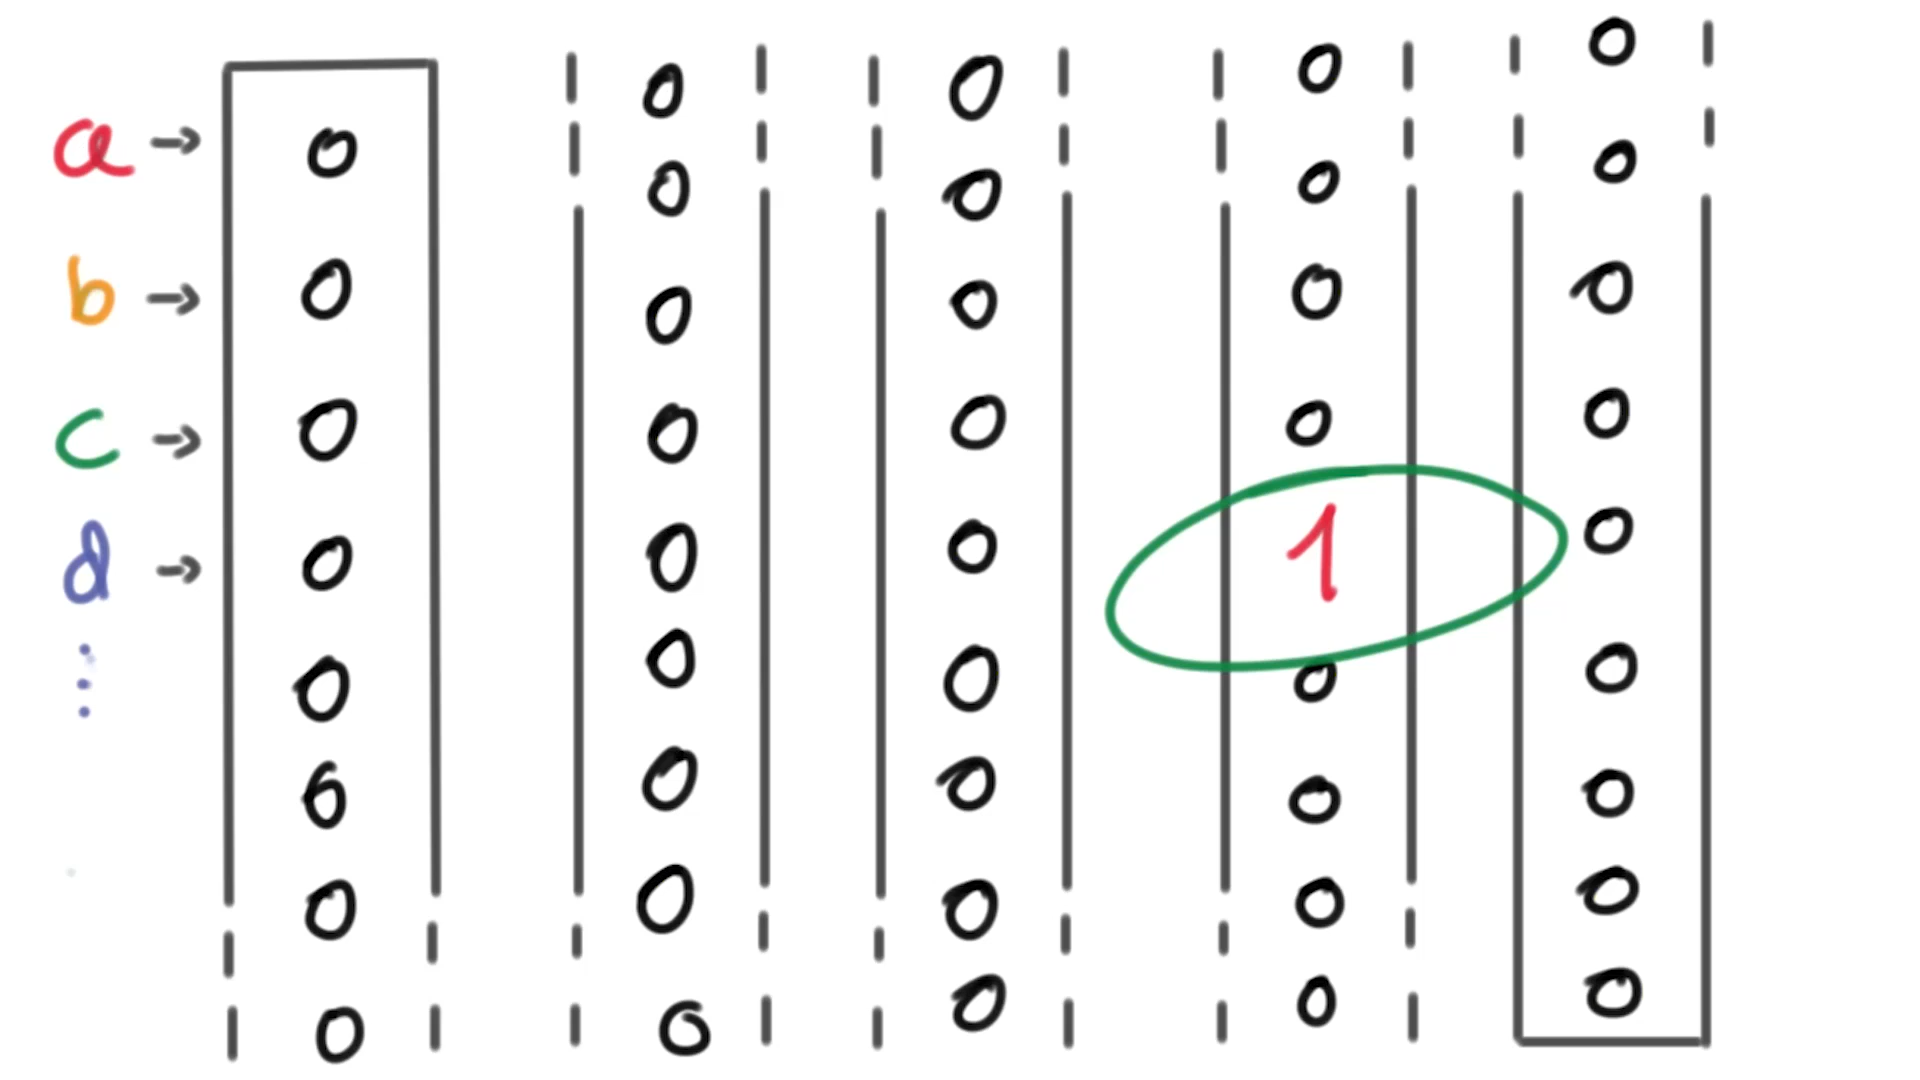 0 0 0 0
a → 0 0 0 0 0
b → 0 0 0 0 0
c → 0 0 0 0 0
d → 0 0 0 1 0
⋮ 0 0 0 0 0
0 0 0 0 0
0 0 0 0 0
0 0 0 0 0